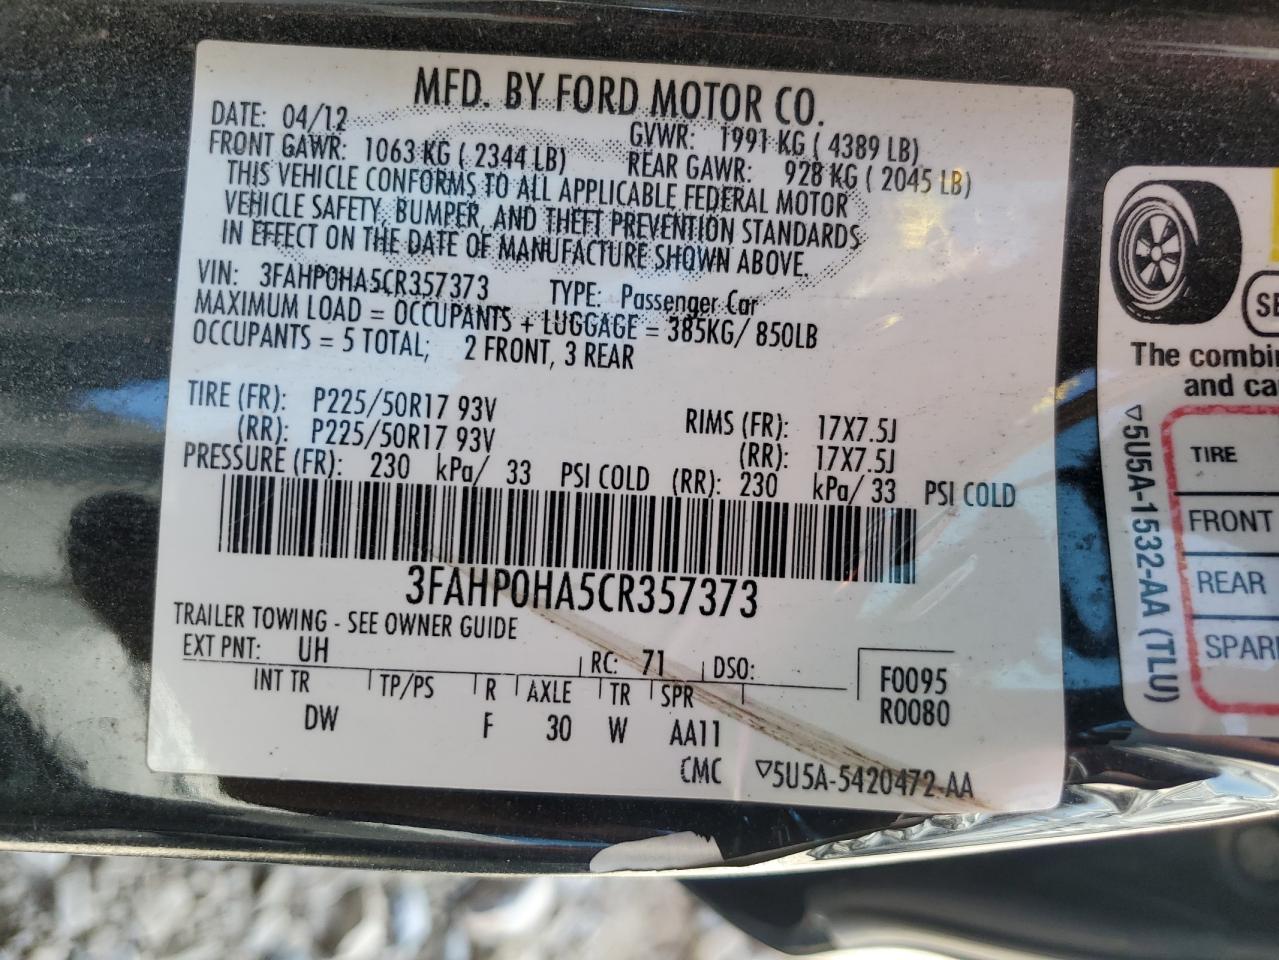 MFD. BY FORD MOTOR CO.
DATE: 04/12 GVWR: 1991 KG ( 4389 LB)
FRONT GAWR: 1063 KG ( 2344 LB) REAR GAWR: 928 KG ( 2045 LB)
THIS VEHICLE CONFORMS TO ALL APPLICABLE FEDERAL MOTOR
VEHICLE SAFETY, BUMPER, AND THEFT PREVENTION STANDARDS
IN EFFECT ON THE DATE OF MANUFACTURE SHOWN ABOVE.
VIN: 3FAHP0HA5CR357373 TYPE: Passenger Car
MAXIMUM LOAD = OCCUPANTS + LUGGAGE = 385KG/ 850LB
OCCUPANTS = 5 TOTAL; 2 FRONT, 3 REAR
TIRE (FR): P225/50R17 93V RIMS (FR): 17X7.5J
(RR): P225/50R17 93V (RR): 17X7.5J
PRESSURE (FR): 230 kPa/ 33 PSI COLD (RR): 230 kPa/ 33 PSI COLD
3FAHP0HA5CR357373
TRAILER TOWING - SEE OWNER GUIDE
EXT PNT: UH RC: 71 DSO: F0095
INT TR TP/PS R AXLE TR SPR R0080
DW F 30 W AA11
CMC ▽5U5A-5420472-AA
SE
The combin
and ca
▽5U5A-1532-AA (TLU)
TIRE
FRONT
REAR
SPAR